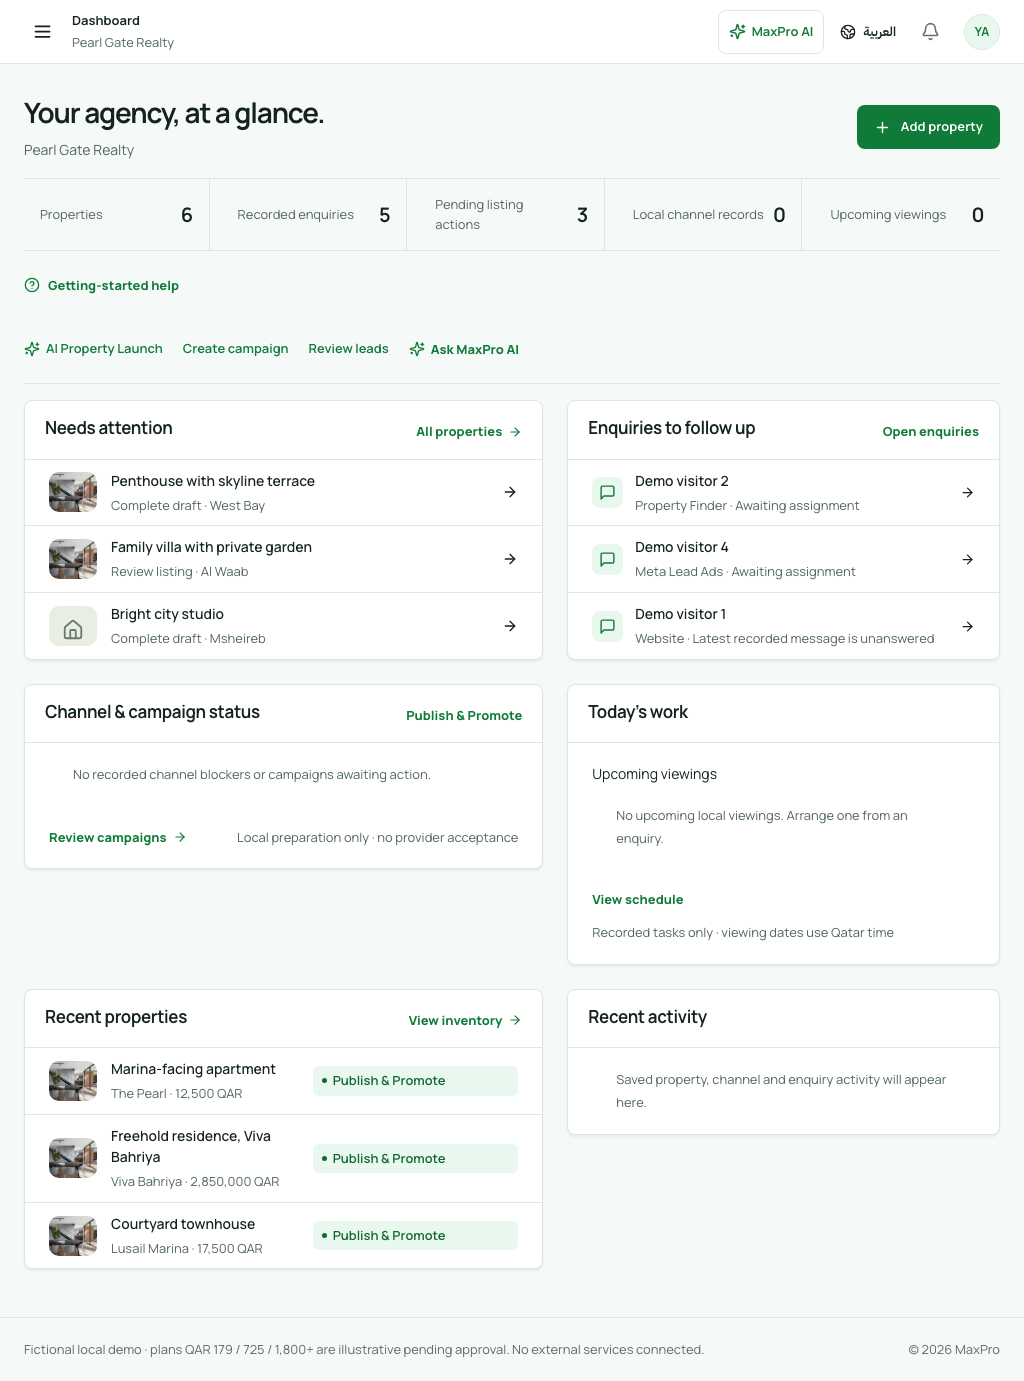 Dashboard
Pearl Gate Realty
MaxPro AI
العربية
YA
Your agency, at a glance.
Pearl Gate Realty
Add property
Properties 6
Recorded enquiries 5
Pending listing
actions 3
Local channel records 0
Upcoming viewings 0
Getting-started help
AI Property Launch
Create campaign
Review leads
Ask MaxPro AI
Needs attention
All properties
Penthouse with skyline terrace
Complete draft · West Bay
Family villa with private garden
Review listing · Al Waab
Bright city studio
Complete draft · Msheireb
Enquiries to follow up
Open enquiries
Demo visitor 2
Property Finder · Awaiting assignment
Demo visitor 4
Meta Lead Ads · Awaiting assignment
Demo visitor 1
Website · Latest recorded message is unanswered
Channel & campaign status
Publish & Promote
No recorded channel blockers or campaigns awaiting action.
Review campaigns
Local preparation only · no provider acceptance
Today's work
Upcoming viewings
No upcoming local viewings. Arrange one from an
enquiry.
View schedule
Recorded tasks only · viewing dates use Qatar time
Recent properties
View inventory
Marina-facing apartment
The Pearl · 12,500 QAR
Publish & Promote
Freehold residence, Viva
Bahriya
Viva Bahriya · 2,850,000 QAR
Publish & Promote
Courtyard townhouse
Lusail Marina · 17,500 QAR
Publish & Promote
Recent activity
Saved property, channel and enquiry activity will appear
here.
Fictional local demo · plans QAR 179 / 725 / 1,800+ are illustrative pending approval. No external services connected.
© 2026 MaxPro